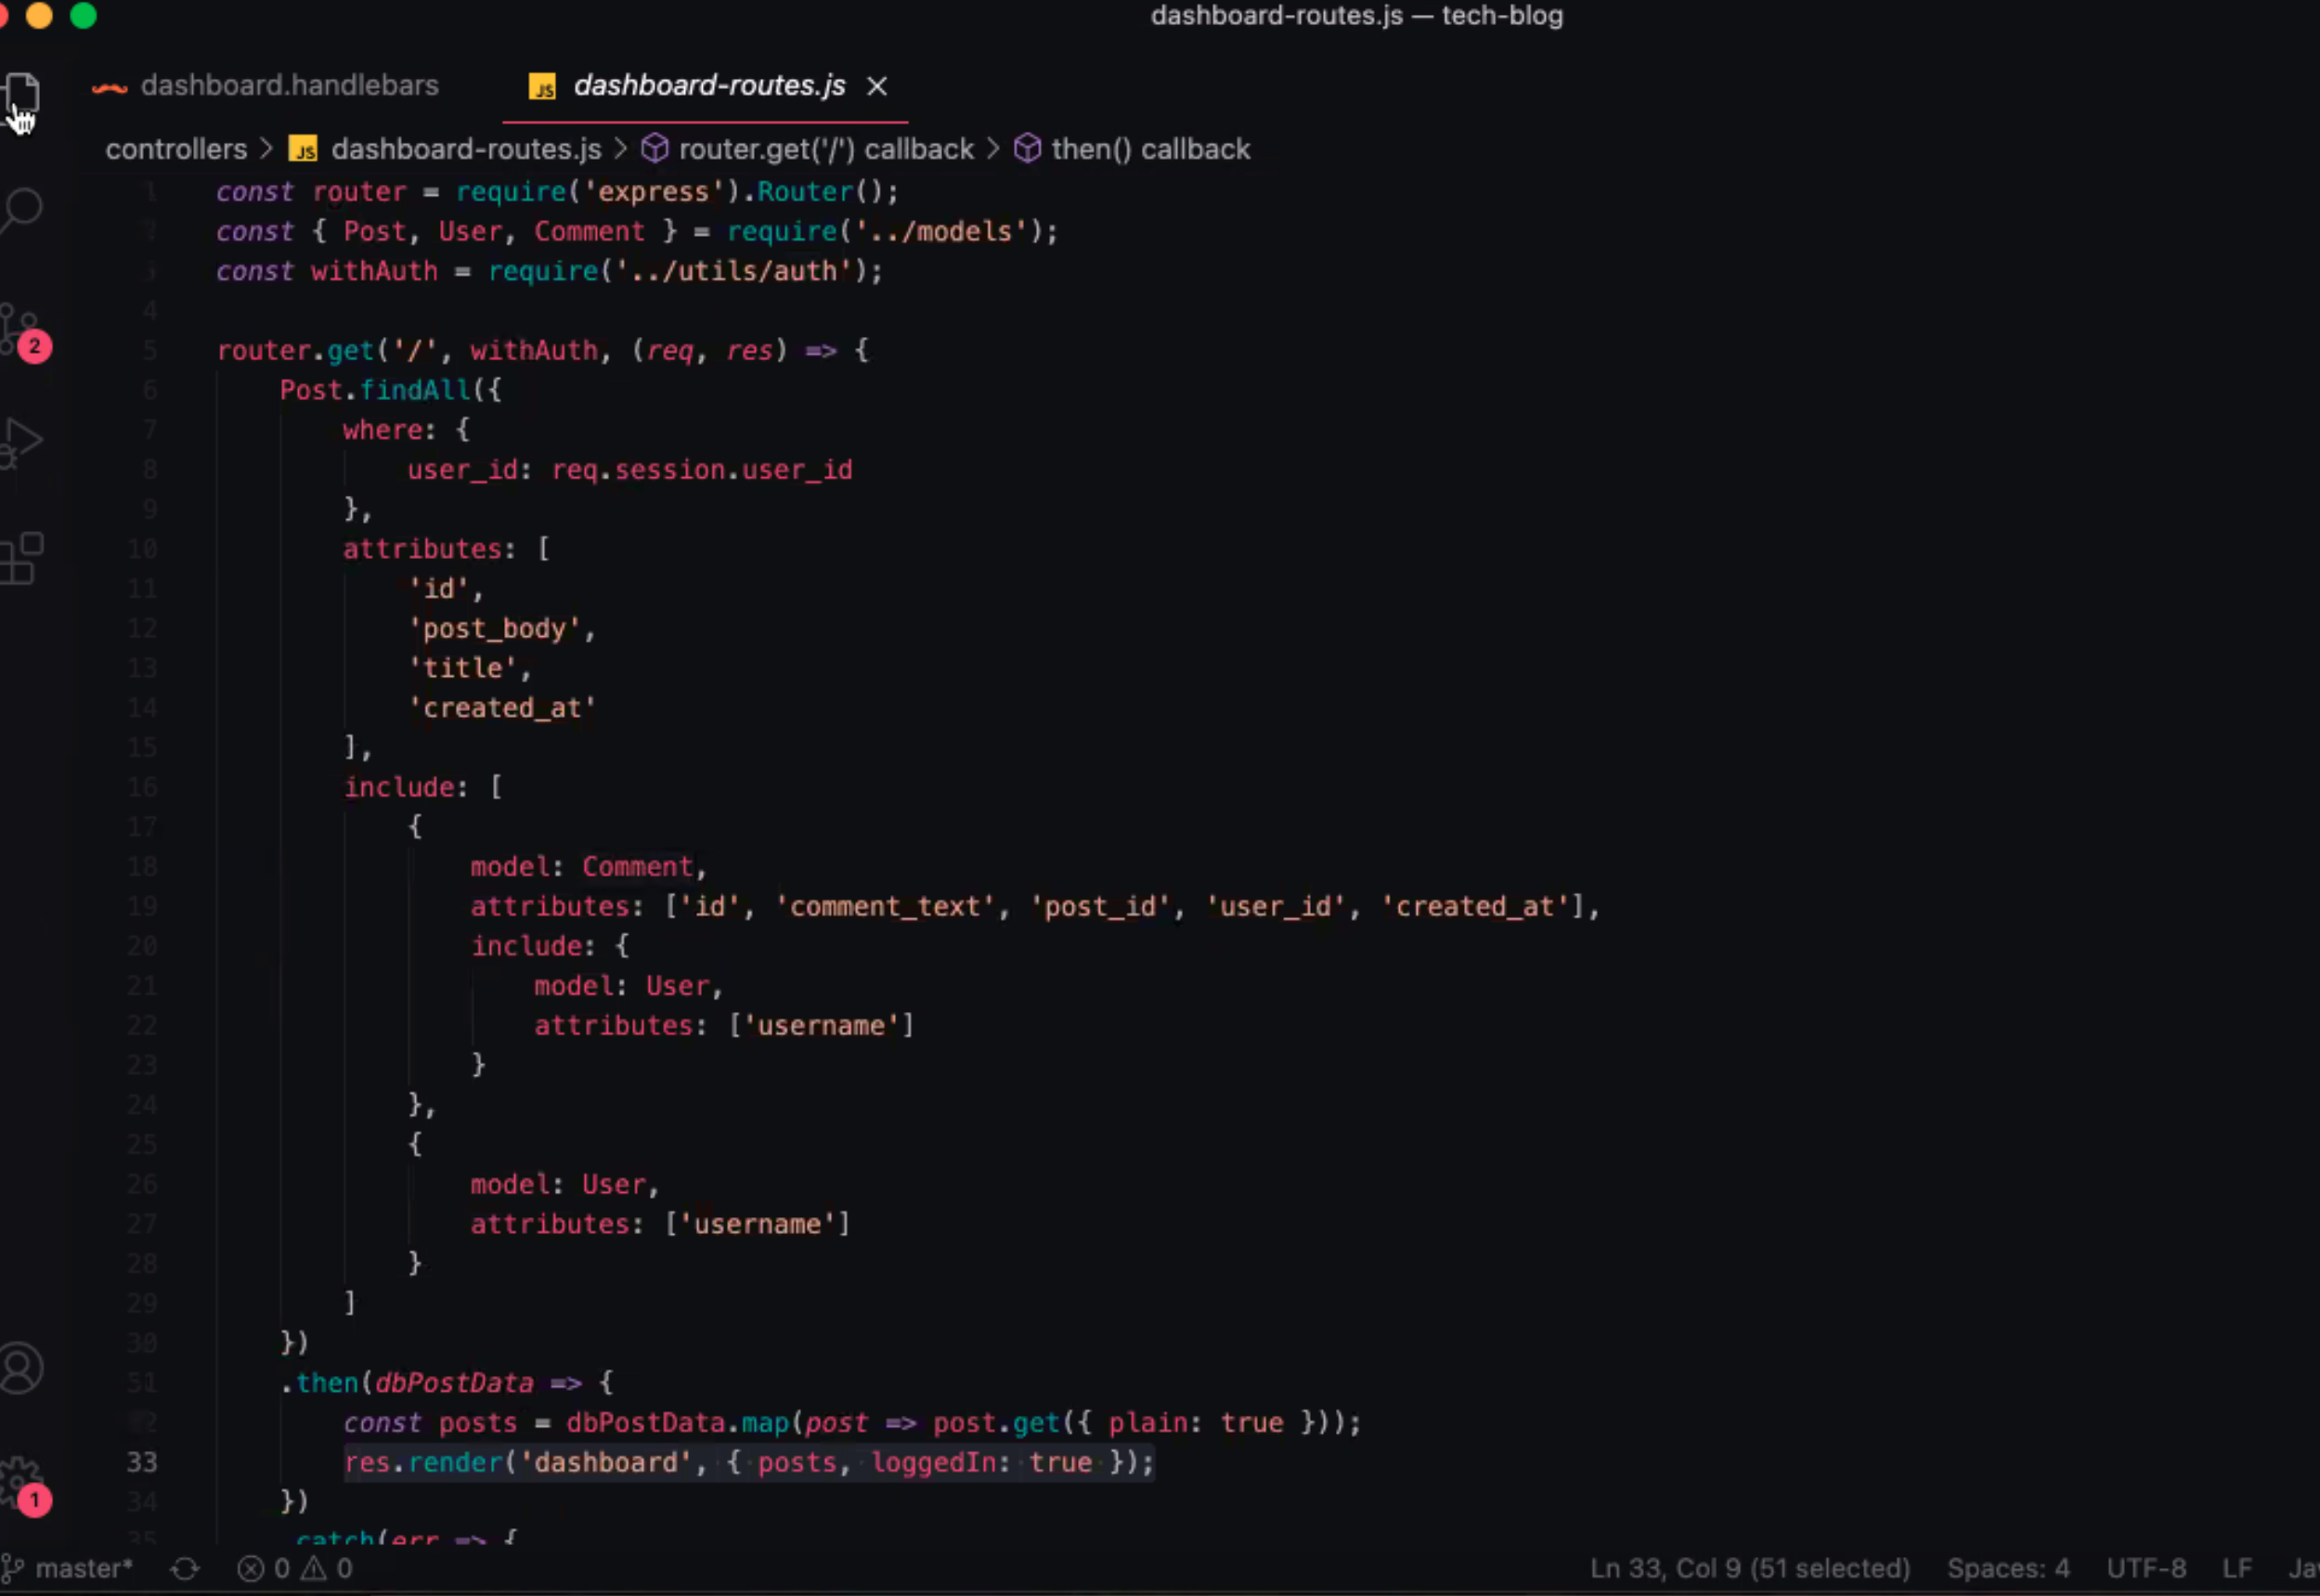 dashboard-routes.js — tech-blog
dashboard.handlebars
JS dashboard-routes.js
controllers > JS dashboard-routes.js > router.get('/') callback > then() callback
1 const router = require('express').Router();
2 const { Post, User, Comment } = require('../models');
3 const withAuth = require('../utils/auth');
4
5 router.get('/', withAuth, (req, res) => {
6 Post.findAll({
7 where: {
8 user_id: req.session.user_id
9 },
10 attributes: [
11 'id',
12 'post_body',
13 'title',
14 'created_at'
15 ],
16 include: [
17 {
18 model: Comment,
19 attributes: ['id', 'comment_text', 'post_id', 'user_id', 'created_at'],
20 include: {
21 model: User,
22 attributes: ['username']
23 }
24 },
25 {
26 model: User,
27 attributes: ['username']
28 }
29 ]
30 })
31 .then(dbPostData => {
32 const posts = dbPostData.map(post => post.get({ plain: true }));
33 res.render('dashboard', { posts, loggedIn: true });
34 })
35 .catch(err => {
2
1
master* 0 0 Ln 33, Col 9 (51 selected) Spaces: 4 UTF-8 LF